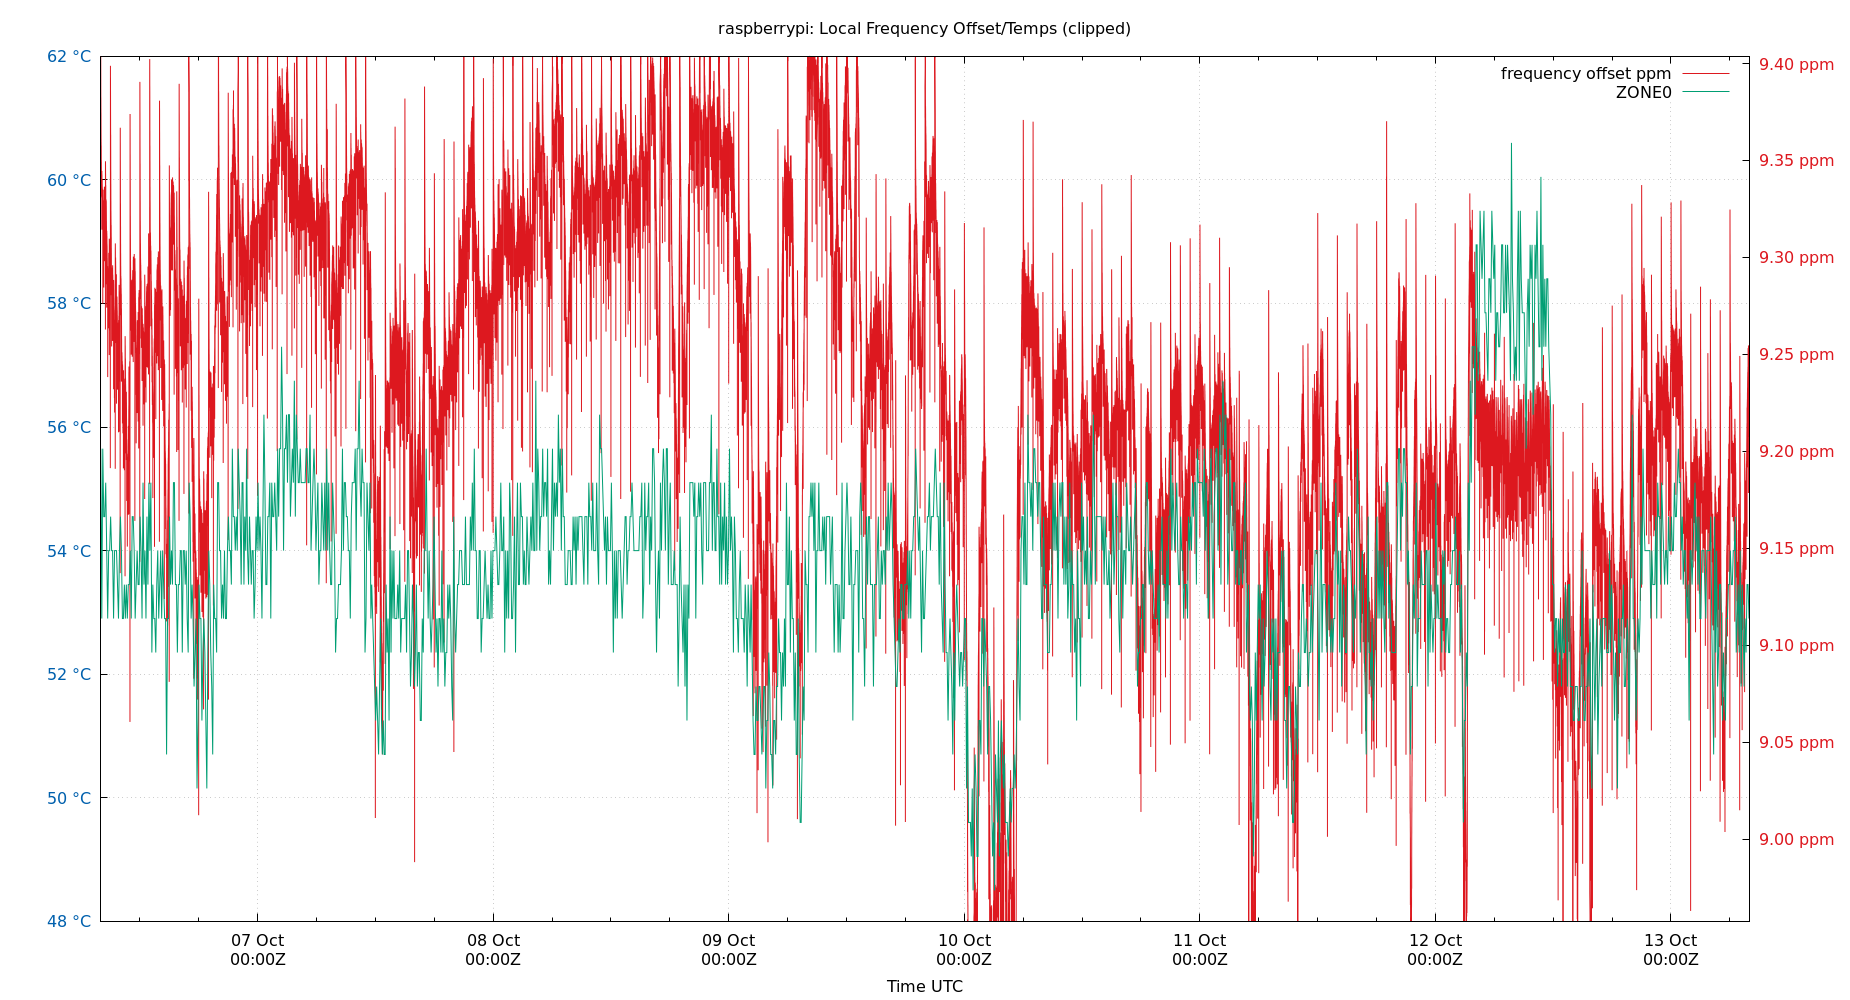 raspberrypi: Local Frequency Offset/Temps (clipped)
62 °C
60 °C
58 °C
56 °C
54 °C
52 °C
50 °C
48 °C
frequency offset ppm
ZONE0
9.40 ppm
9.35 ppm
9.30 ppm
9.25 ppm
9.20 ppm
9.15 ppm
9.10 ppm
9.05 ppm
9.00 ppm
07 Oct
00:00Z
08 Oct
00:00Z
09 Oct
00:00Z
10 Oct
00:00Z
11 Oct
00:00Z
12 Oct
00:00Z
13 Oct
00:00Z
Time UTC